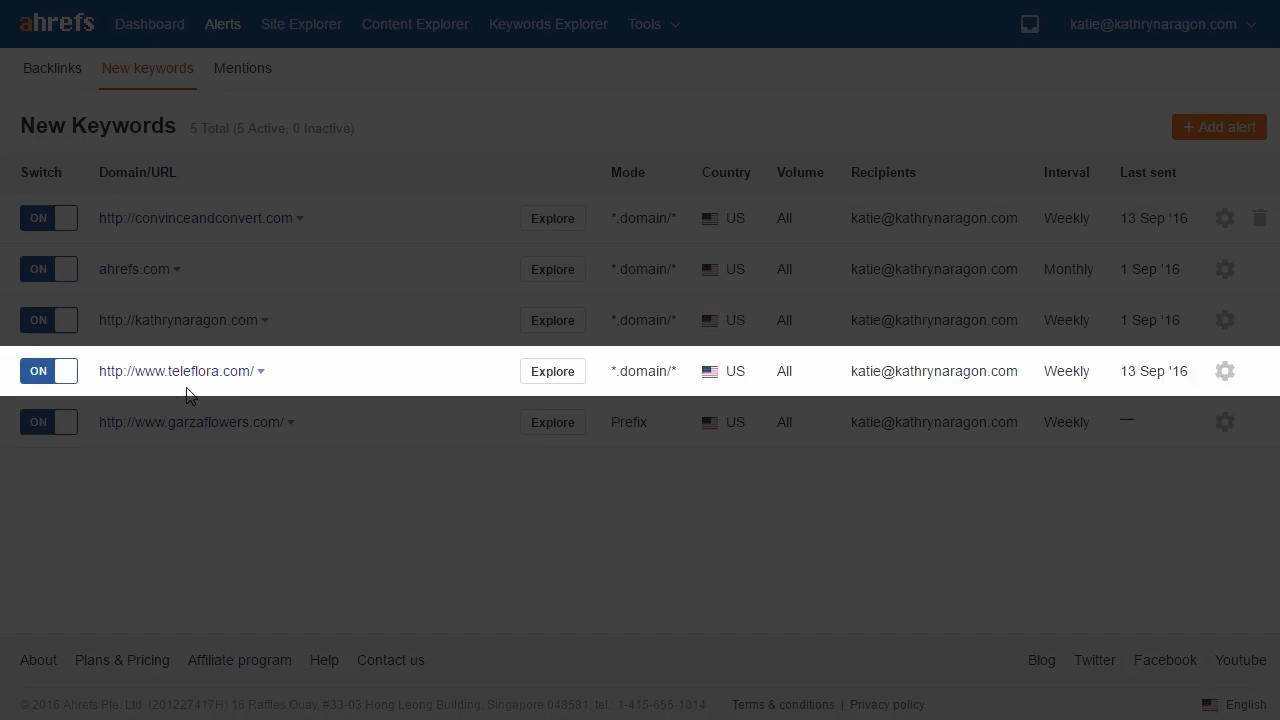 ahrefs Dashboard Alerts Site Explorer Content Explorer Keywords Explorer Tools katie@kathrynaragon.com
Backlinks New keywords Mentions
New Keywords 5 Total (5 Active, 0 Inactive) + Add alert
Switch Domain/URL Mode Country Volume Recipients Interval Last sent
ON http://convinceandconvert.com Explore *.domain/* US All katie@kathrynaragon.com Weekly 13 Sep '16
ON ahrefs.com Explore *.domain/* US All katie@kathrynaragon.com Monthly 1 Sep '16
ON http://kathrynaragon.com Explore *.domain/* US All katie@kathrynaragon.com Weekly 1 Sep '16
ON http://www.teleflora.com/ Explore *.domain/* US All katie@kathrynaragon.com Weekly 13 Sep '16
ON http://www.garzaflowers.com/ Explore Prefix US All katie@kathrynaragon.com Weekly —
About Plans & Pricing Affiliate program Help Contact us Blog Twitter Facebook Youtube
© 2016 Ahrefs Pte. Ltd. (201227417H) 16 Raffles Quay, #33-03 Hong Leong Building, Singapore 048581, tel.: 1-415-655-1014 Terms & conditions | Privacy policy English